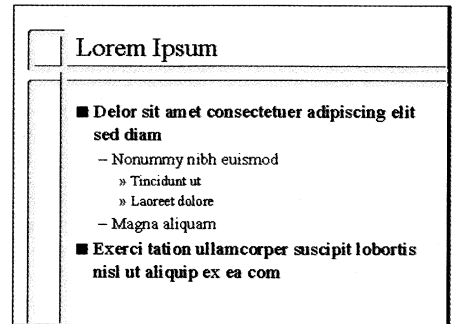 Lorem Ipsum
■ Delor sit amet consectetuer adipiscing elit
sed diam
– Nonummy nibh euismod
» Tincidunt ut
» Laoreet dolore
– Magna aliquam
■ Exerci tation ullamcorper suscipit lobortis
nisl ut aliquip ex ea com